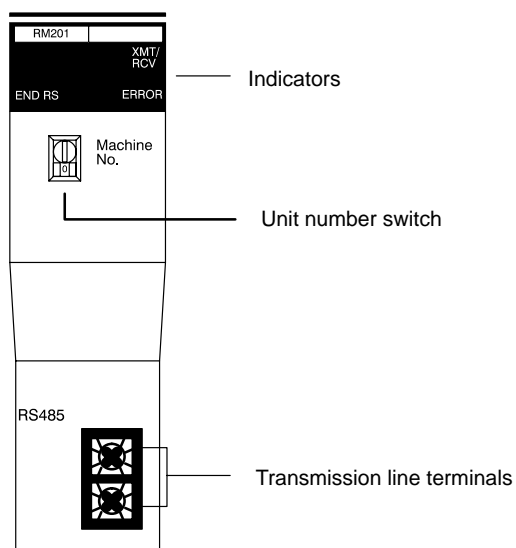 RM201
XMT/
RCV
END RS ERROR
Indicators
Machine
No.
0
Unit number switch
RS485
Transmission line terminals